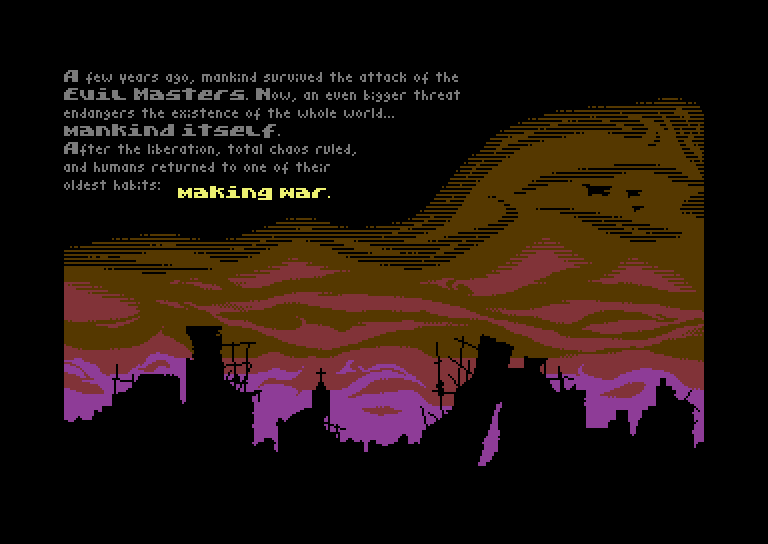 A few years ago, mankind survived the attack of the
Evil Masters. Now, an even bigger threat
endangers the existence of the whole world...
mankind itself.
After the liberation, total chaos ruled,
and humans returned to one of their
oldest habits: making war.